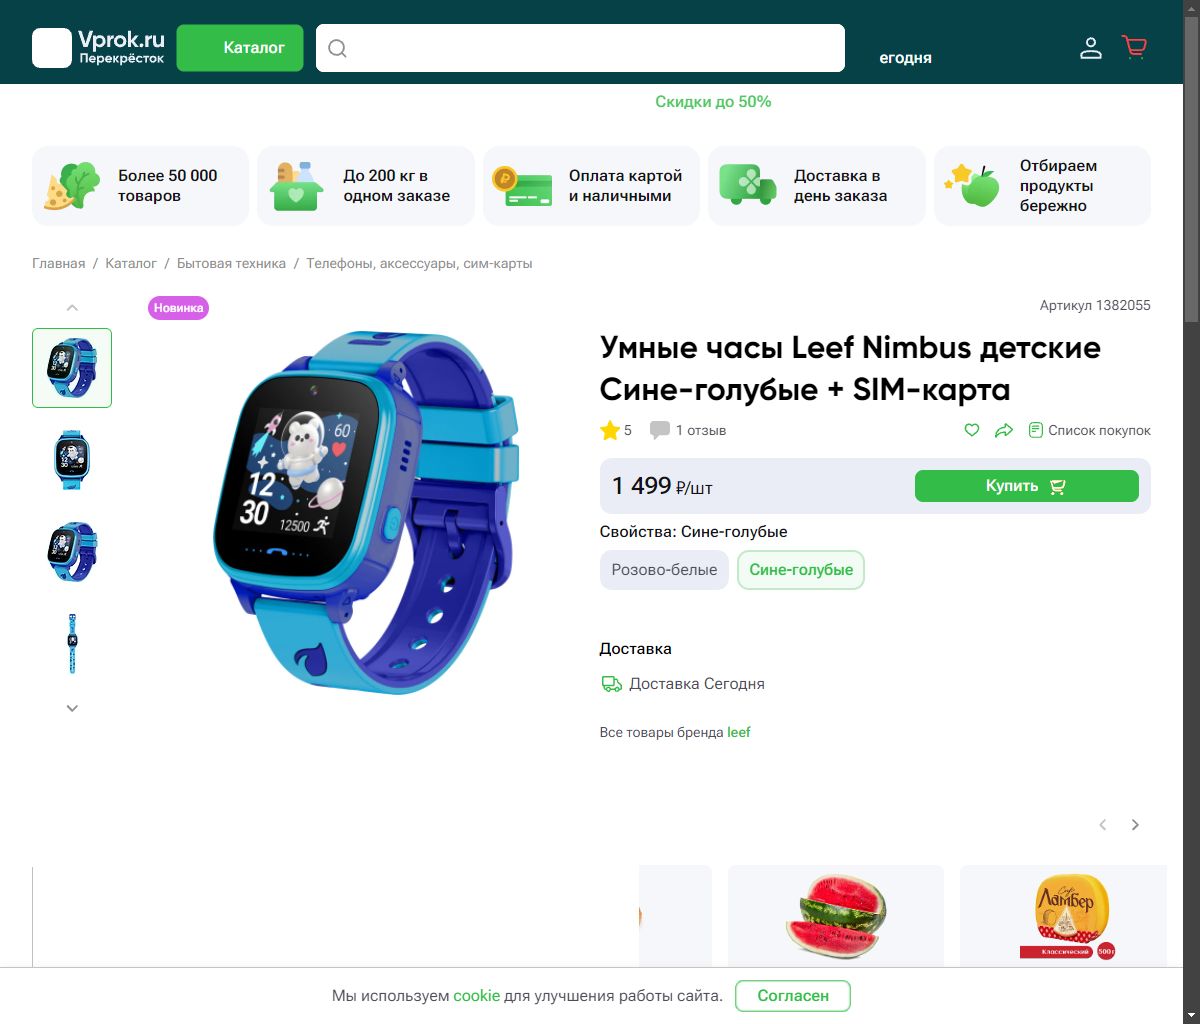 Vprok.ru
Перекрёсток
Каталог
егодня
Скидки до 50%
Более 50 000
товаров
До 200 кг в
одном заказе
Оплата картой
и наличными
Доставка в
день заказа
Отбираем
продукты
бережно
Главная / Каталог / Бытовая техника / Телефоны, аксессуары, сим-карты
Новинка
Артикул 1382055
Умные часы Leef Nimbus детские
Сине-голубые + SIM-карта
5 1 отзыв
Список покупок
1 499 ₽/шт
Купить
Свойства: Сине-голубые
Розово-белые
Сине-голубые
60
12
30
12500
Доставка
Доставка Сегодня
Все товары бренда leef
Ламбер
Классический
500г
Мы используем cookie для улучшения работы сайта.
Согласен